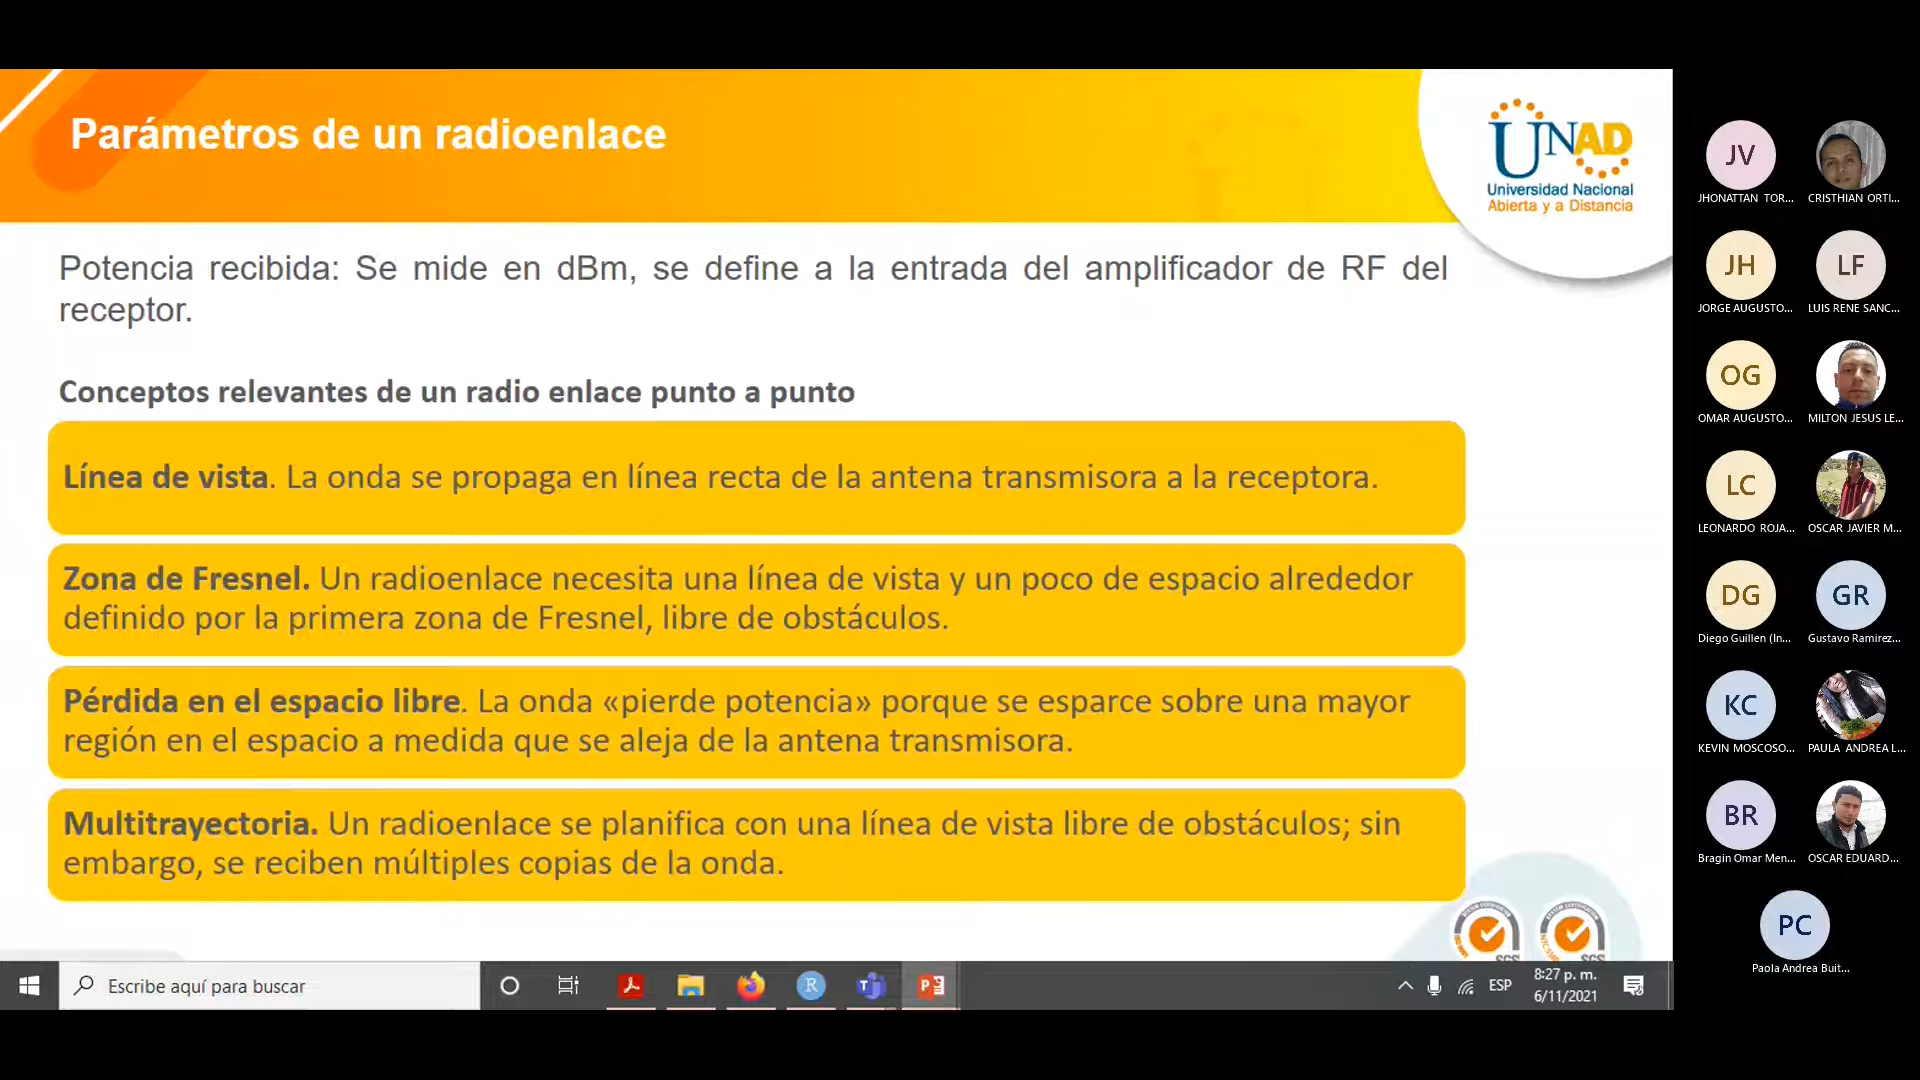 Parámetros de un radioenlace
UNAD
Universidad Nacional
Abierta y a Distancia
Potencia recibida: Se mide en dBm, se define a la entrada del amplificador de RF del
receptor.
Conceptos relevantes de un radio enlace punto a punto
Línea de vista. La onda se propaga en línea recta de la antena transmisora a la receptora.
Zona de Fresnel. Un radioenlace necesita una línea de vista y un poco de espacio alrededor
definido por la primera zona de Fresnel, libre de obstáculos.
Pérdida en el espacio libre. La onda «pierde potencia» porque se esparce sobre una mayor
región en el espacio a medida que se aleja de la antena transmisora.
Multitrayectoria. Un radioenlace se planifica con una línea de vista libre de obstáculos; sin
embargo, se reciben múltiples copias de la onda.
SGS SGS
Escribe aquí para buscar
ESP
8:27 p. m.
6/11/2021
JV
JHONATTAN TOR... CRISTHIAN ORTI...
JH LF
JORGE AUGUSTO... LUIS RENE SANC...
OG
OMAR AUGUSTO... MILTON JESUS LE...
LC
LEONARDO ROJA... OSCAR JAVIER M...
DG GR
Diego Guillen (In... Gustavo Ramirez...
KC
KEVIN MOSCOSO... PAULA ANDREA L...
BR
Bragin Omar Men... OSCAR EDUARD...
PC
Paola Andrea Buit...